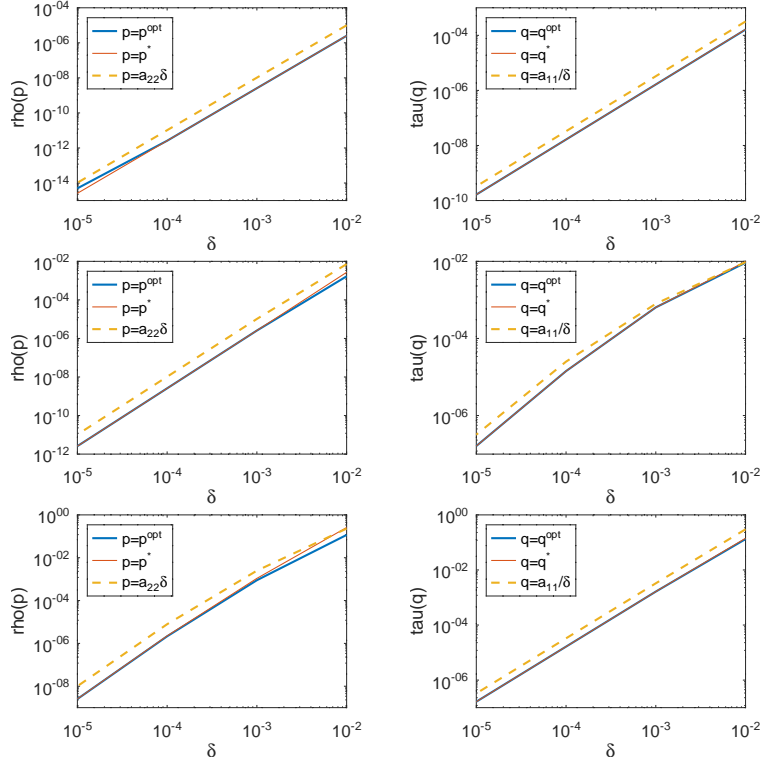 10^-04
10^-06
10^-08
10^-10
10^-12
10^-14
rho(p)
p=p^opt
p=p^*
p=a_22δ
10^-5 10^-4 10^-3 10^-2
δ
10^-04
10^-06
10^-08
10^-10
tau(q)
q=q^opt
q=q^*
q=a_11/δ
10^-5 10^-4 10^-3 10^-2
δ
10^-02
10^-04
10^-06
10^-08
10^-10
10^-12
rho(p)
p=p^opt
p=p^*
p=a_22δ
10^-5 10^-4 10^-3 10^-2
δ
10^-02
10^-04
10^-06
tau(q)
q=q^opt
q=q^*
q=a_11/δ
10^-5 10^-4 10^-3 10^-2
δ
10^00
10^-02
10^-04
10^-06
10^-08
rho(p)
p=p^opt
p=p^*
p=a_22δ
10^-5 10^-4 10^-3 10^-2
δ
10^00
10^-02
10^-04
10^-06
tau(q)
q=q^opt
q=q^*
q=a_11/δ
10^-5 10^-4 10^-3 10^-2
δ